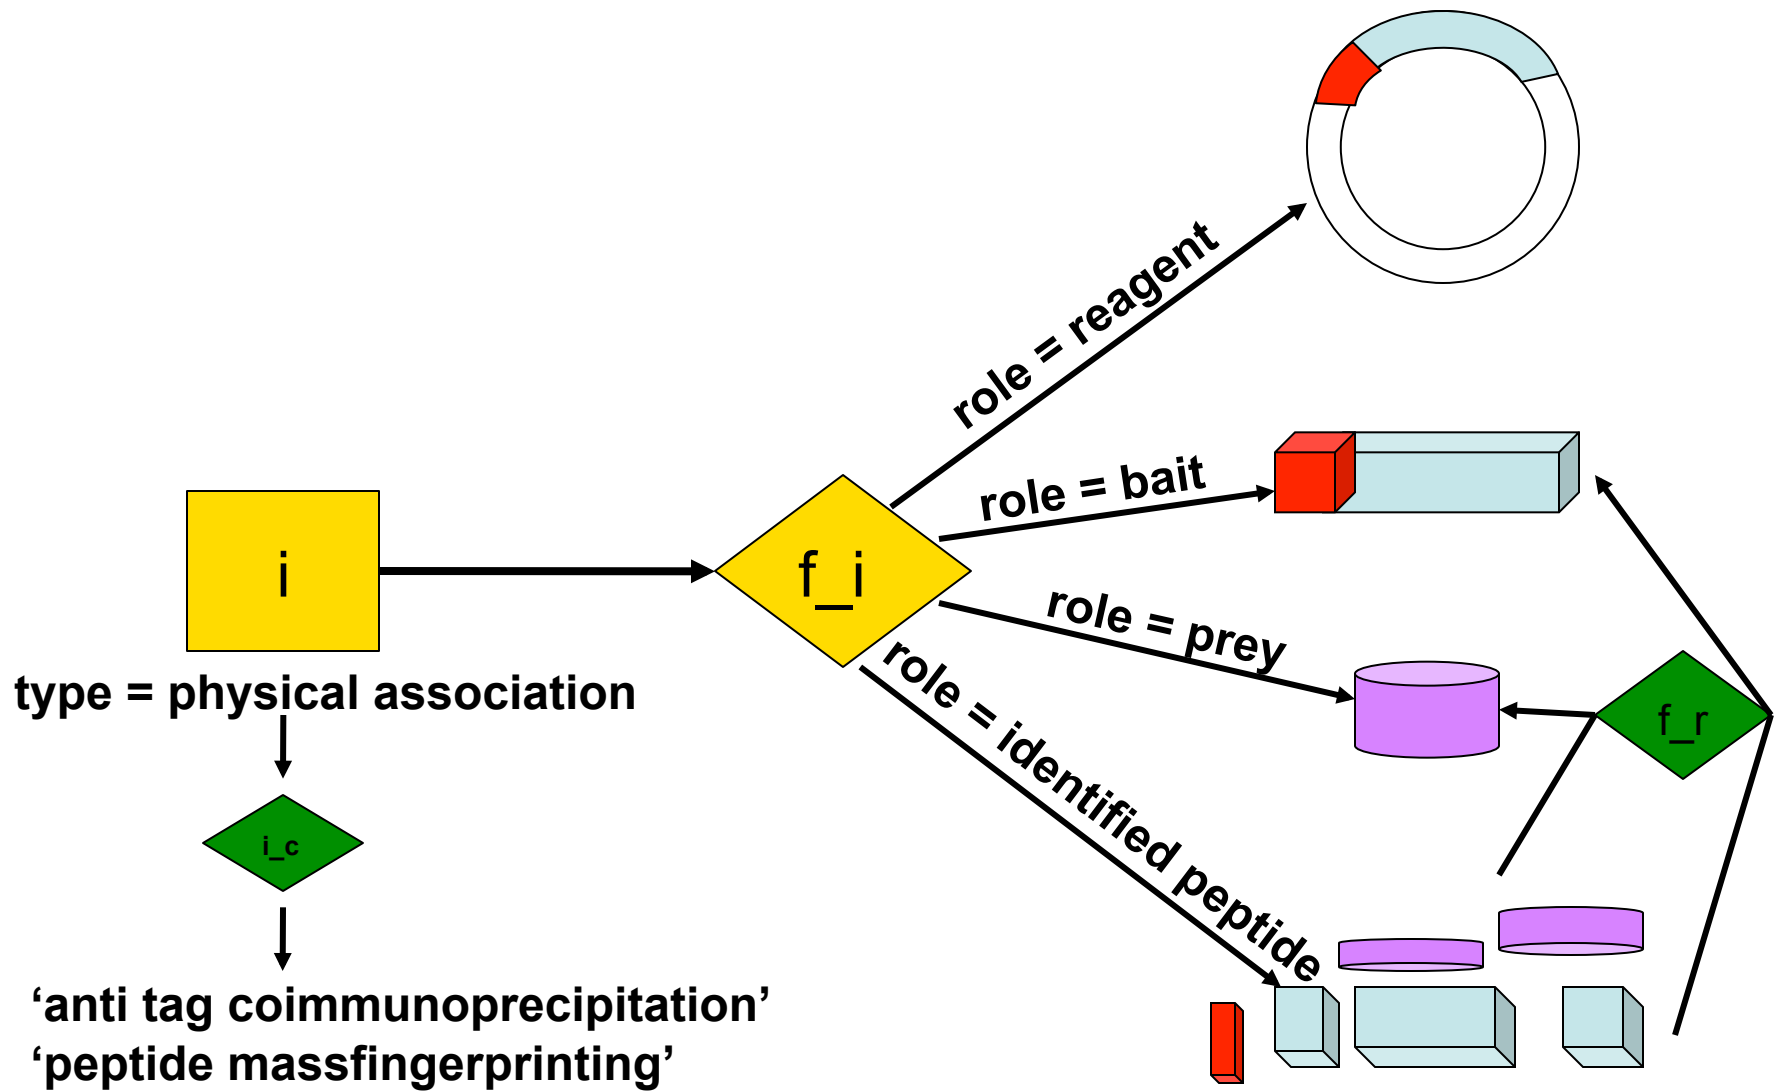 role = reagent
role = bait
i
f_i
role = prey
type = physical association
f_r
role = identified peptide
i_c
‘anti tag coimmunoprecipitation’
‘peptide massfingerprinting’